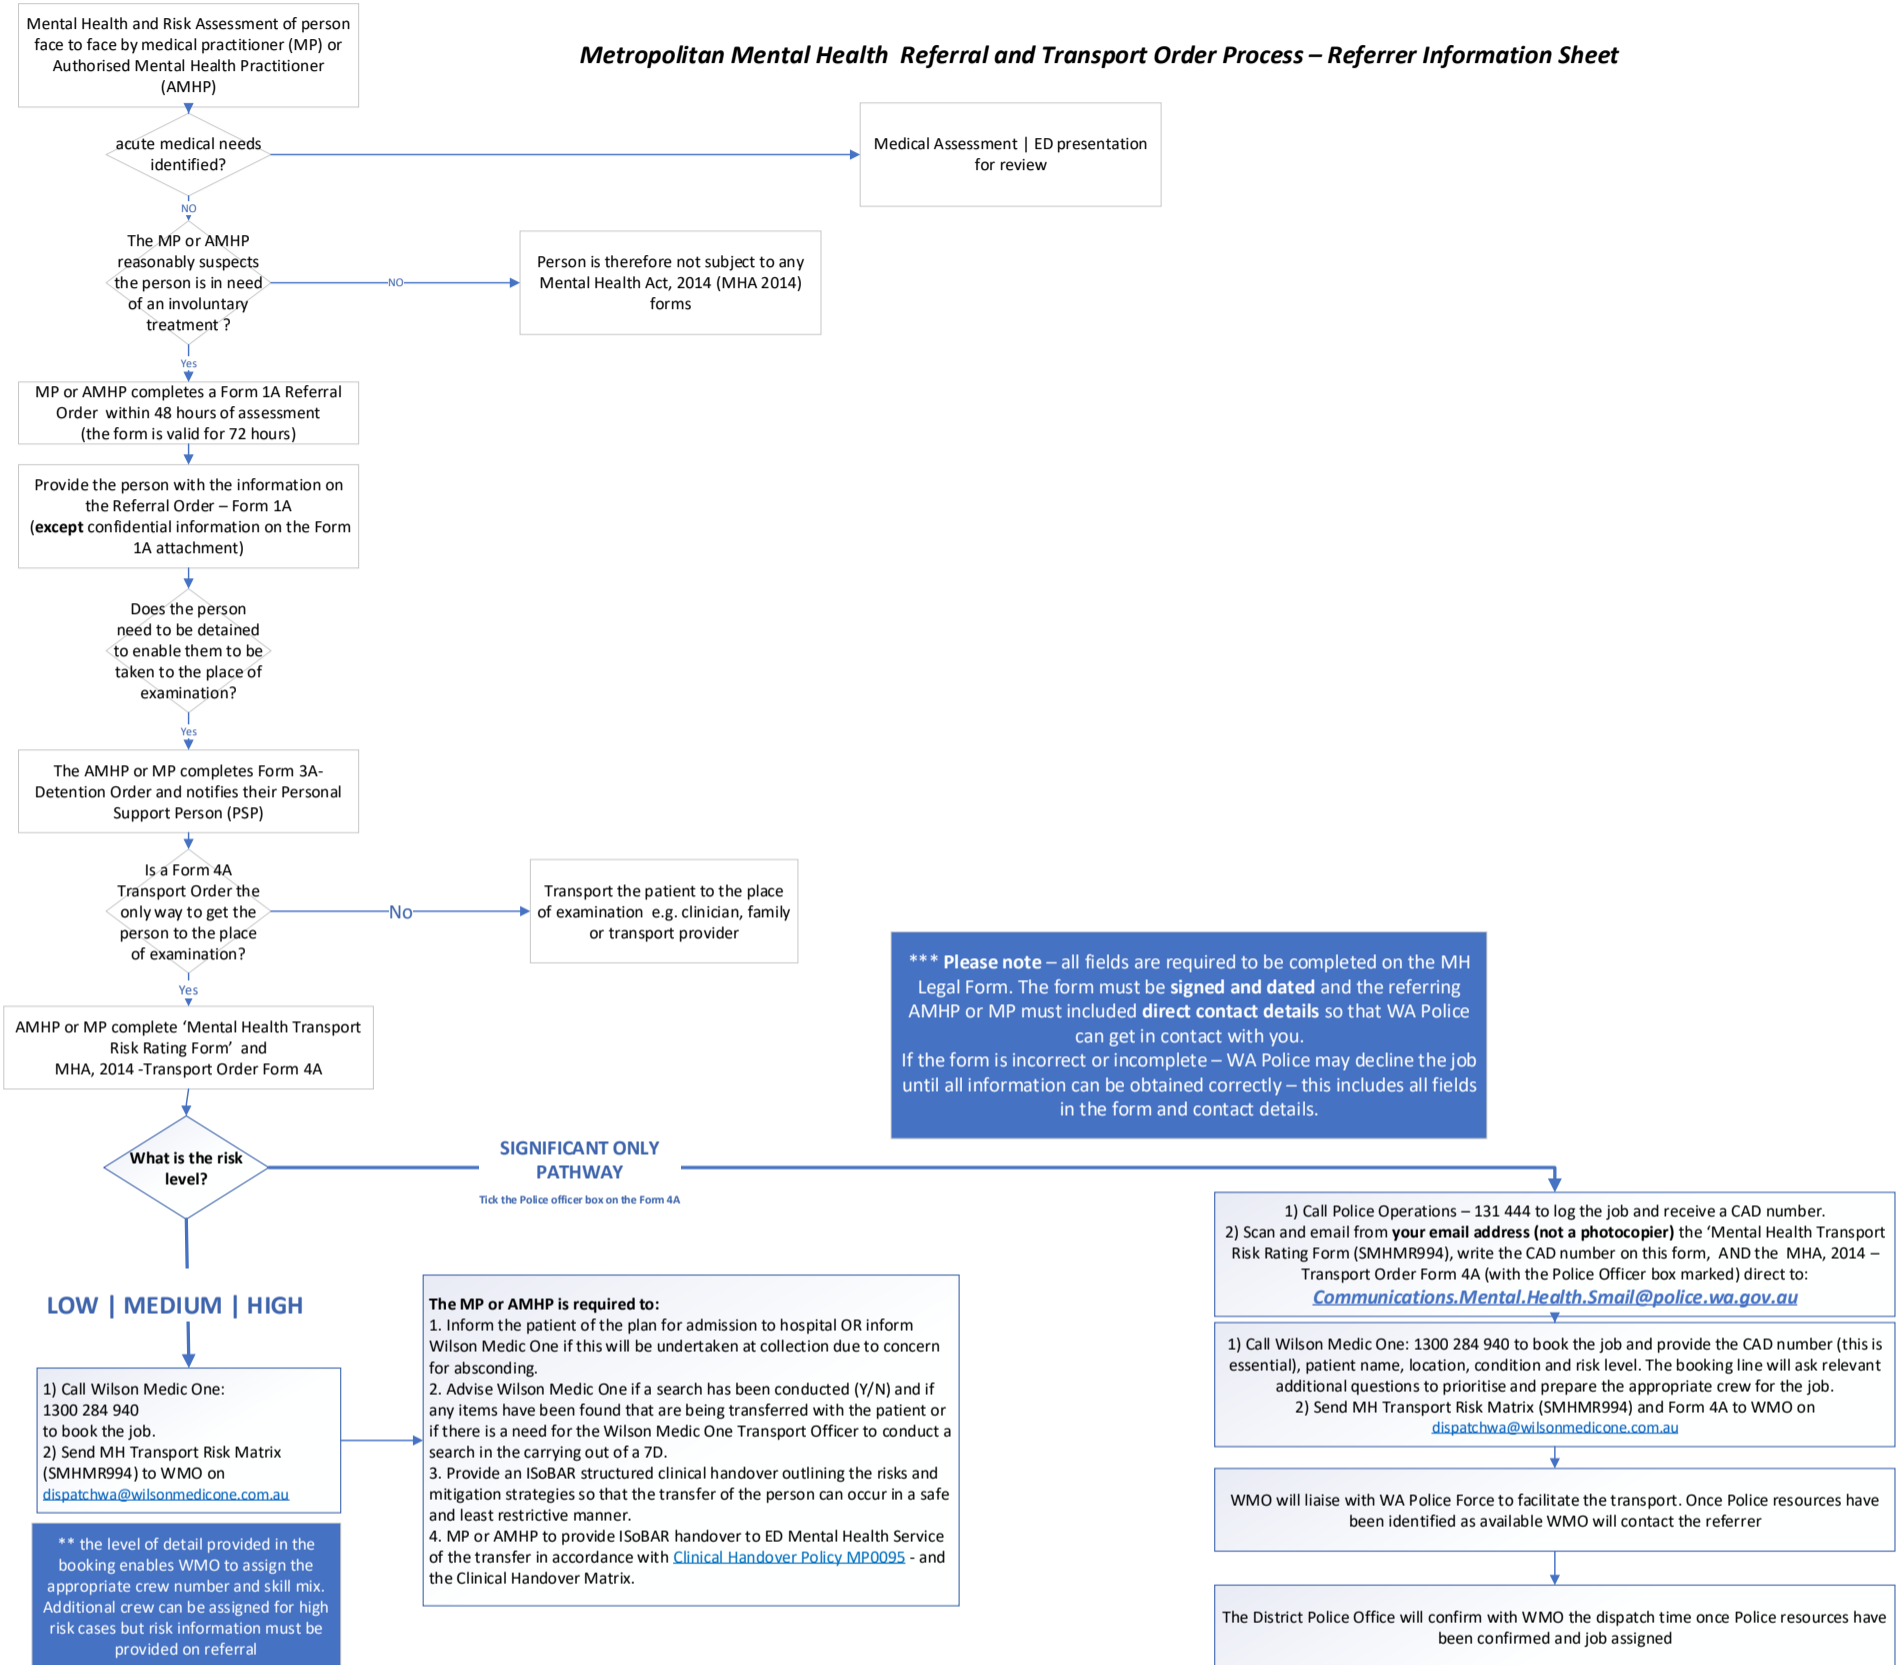 Metropolitan Mental Health Referral and Transport Order Process – Referrer Information Sheet
Mental Health and Risk Assessment of person
face to face by medical practitioner (MP) or
Authorised Mental Health Practitioner
(AMHP)
acute medical needs
identified?
Medical Assessment | ED presentation
for review
NO
The MP or AMHP
reasonably suspects
the person is in need
of an involuntary
treatment ?
NO
Person is therefore not subject to any
Mental Health Act, 2014 (MHA 2014)
forms
Yes
MP or AMHP completes a Form 1A Referral
Order within 48 hours of assessment
(the form is valid for 72 hours)
Provide the person with the information on
the Referral Order – Form 1A
(except confidential information on the Form
1A attachment)
Does the person
need to be detained
to enable them to be
taken to the place of
examination?
Yes
The AMHP or MP completes Form 3A-
Detention Order and notifies their Personal
Support Person (PSP)
Is a Form 4A
Transport Order the
only way to get the
person to the place
of examination?
No
Transport the patient to the place
of examination e.g. clinician, family
or transport provider
Yes
AMHP or MP complete ‘Mental Health Transport
Risk Rating Form’ and
MHA, 2014 -Transport Order Form 4A
*** Please note – all fields are required to be completed on the MH
Legal Form. The form must be signed and dated and the referring
AMHP or MP must included direct contact details so that WA Police
can get in contact with you.
If the form is incorrect or incomplete – WA Police may decline the job
until all information can be obtained correctly – this includes all fields
in the form and contact details.
What is the risk
level?
SIGNIFICANT ONLY
PATHWAY
Tick the Police officer box on the Form 4A
LOW | MEDIUM | HIGH
1) Call Wilson Medic One:
1300 284 940
to book the job.
2) Send MH Transport Risk Matrix
(SMHMR994) to WMO on
dispatchwa@wilsonmedicone.com.au
** the level of detail provided in the
booking enables WMO to assign the
appropriate crew number and skill mix.
Additional crew can be assigned for high
risk cases but risk information must be
provided on referral
The MP or AMHP is required to:
1. Inform the patient of the plan for admission to hospital OR inform
Wilson Medic One if this will be undertaken at collection due to concern
for absconding.
2. Advise Wilson Medic One if a search has been conducted (Y/N) and if
any items have been found that are being transferred with the patient or
if there is a need for the Wilson Medic One Transport Officer to conduct a
search in the carrying out of a 7D.
3. Provide an ISoBAR structured clinical handover outlining the risks and
mitigation strategies so that the transfer of the person can occur in a safe
and least restrictive manner.
4. MP or AMHP to provide ISoBAR handover to ED Mental Health Service
of the transfer in accordance with Clinical Handover Policy MP0095 - and
the Clinical Handover Matrix.
1) Call Police Operations – 131 444 to log the job and receive a CAD number.
2) Scan and email from your email address (not a photocopier) the ‘Mental Health Transport
Risk Rating Form (SMHMR994), write the CAD number on this form, AND the MHA, 2014 –
Transport Order Form 4A (with the Police Officer box marked) direct to:
Communications.Mental.Health.Smail@police.wa.gov.au
1) Call Wilson Medic One: 1300 284 940 to book the job and provide the CAD number (this is
essential), patient name, location, condition and risk level. The booking line will ask relevant
additional questions to prioritise and prepare the appropriate crew for the job.
2) Send MH Transport Risk Matrix (SMHMR994) and Form 4A to WMO on
dispatchwa@wilsonmedicone.com.au
WMO will liaise with WA Police Force to facilitate the transport. Once Police resources have
been identified as available WMO will contact the referrer
The District Police Office will confirm with WMO the dispatch time once Police resources have
been confirmed and job assigned